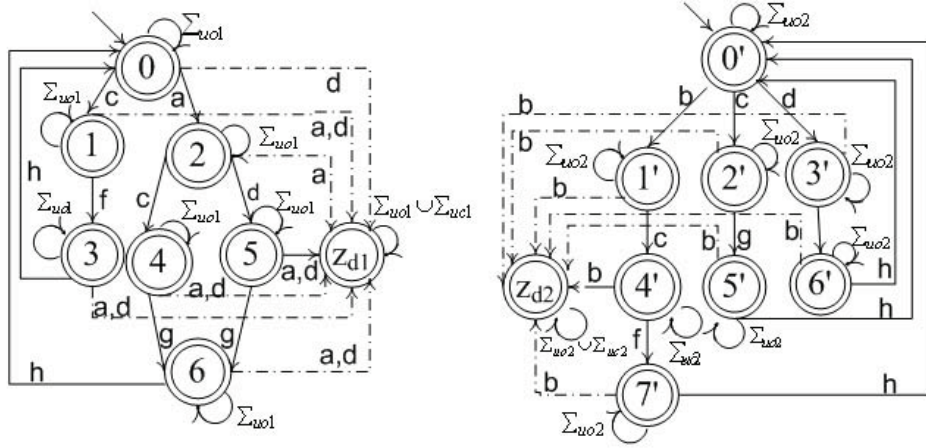 Σuo1
Σuo2
0
0'
d
c
a
b
c
d
b
Σuo1
a,d
b
1
2
Σuo1
Σuo2
Σuo2
Σuo2
a
1'
2'
3'
h
f
c
d
b
Σuo1
Σuo1
Σuo1
Σuo1 ∪ Σuc1
c
g
b
Σuo2
3
4
5
a,d
zd1
zd2
b
4'
5'
b
6'
h
a,d
a,d
g
g
Σuo2 ∪ Σuc2
f
Σuo2
Σuo2
h
h
6
a,d
b
7'
h
Σuo1
Σuo2